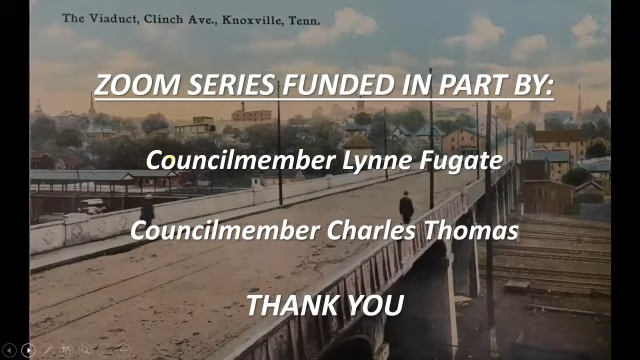 The Viaduct, Clinch Ave., Knoxville, Tenn.
ZOOM SERIES FUNDED IN PART BY:
Councilmember Lynne Fugate
Councilmember Charles Thomas
THANK YOU